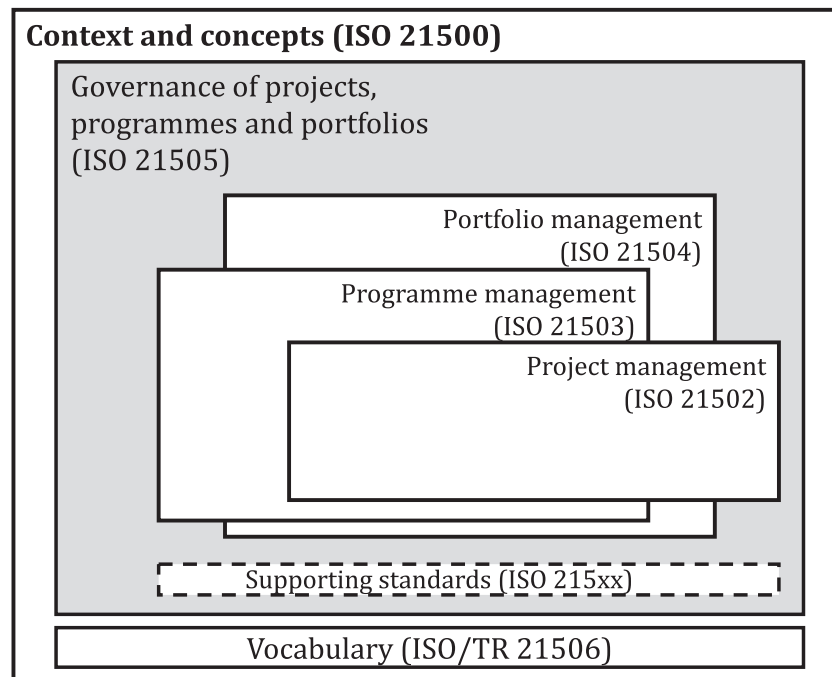 Context and concepts (ISO 21500)
Governance of projects,
programmes and portfolios
(ISO 21505)
Portfolio management
(ISO 21504)
Programme management
(ISO 21503)
Project management
(ISO 21502)
Supporting standards (ISO 215xx)
Vocabulary (ISO/TR 21506)